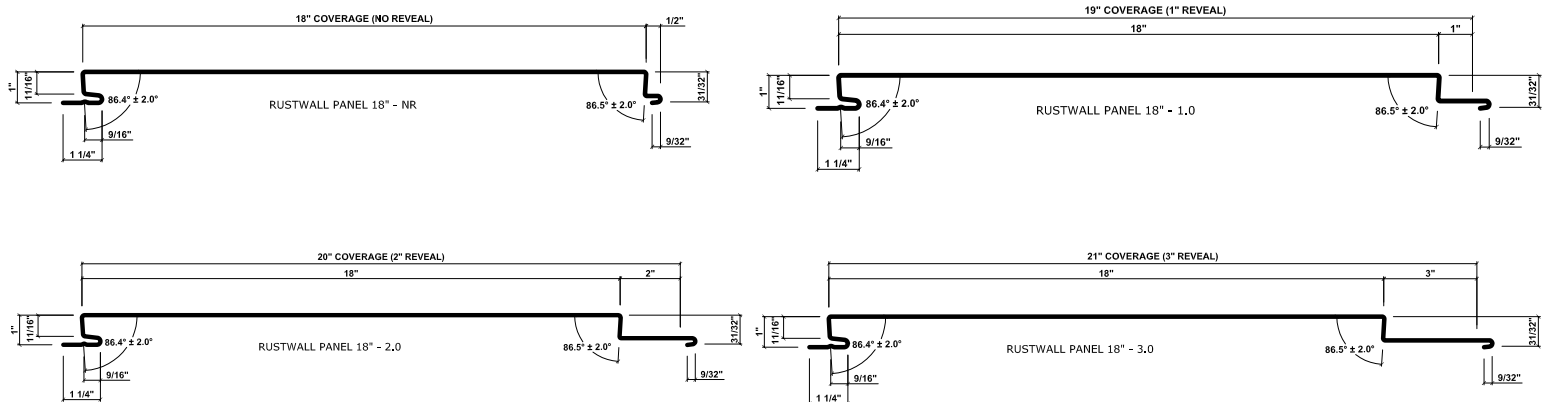 18" COVERAGE (NO REVEAL)
1/2"
1"
11/16"
86.4° ± 2.0°
RUSTWALL PANEL 18" - NR
86.5° ± 2.0°
31/32"
9/16"
9/32"
1 1/4"
19" COVERAGE (1" REVEAL)
18"
1"
1"
11/16"
86.4° ± 2.0°
RUSTWALL PANEL 18" - 1.0
86.5° ± 2.0°
31/32"
9/16"
9/32"
1 1/4"
20" COVERAGE (2" REVEAL)
18"
2"
1"
11/16"
86.4° ± 2.0°
RUSTWALL PANEL 18" - 2.0
86.5° ± 2.0°
31/32"
9/16"
9/32"
1 1/4"
21" COVERAGE (3" REVEAL)
18"
3"
1"
11/16"
86.4° ± 2.0°
RUSTWALL PANEL 18" - 3.0
86.5° ± 2.0°
31/32"
9/16"
9/32"
1 1/4"